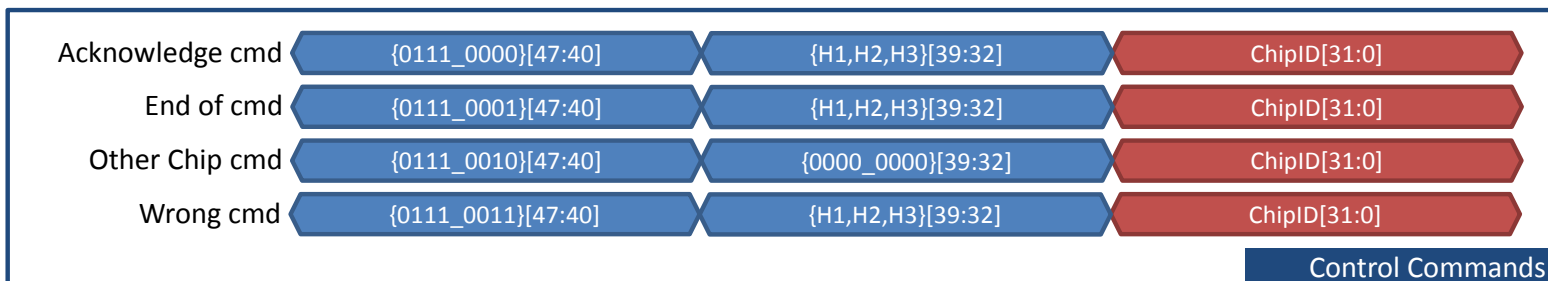 Acknowledge cmd {0111_0000}[47:40] {H1,H2,H3}[39:32] ChipID[31:0]
End of cmd {0111_0001}[47:40] {H1,H2,H3}[39:32] ChipID[31:0]
Other Chip cmd {0111_0010}[47:40] {0000_0000}[39:32] ChipID[31:0]
Wrong cmd {0111_0011}[47:40] {H1,H2,H3}[39:32] ChipID[31:0]
Control Commands